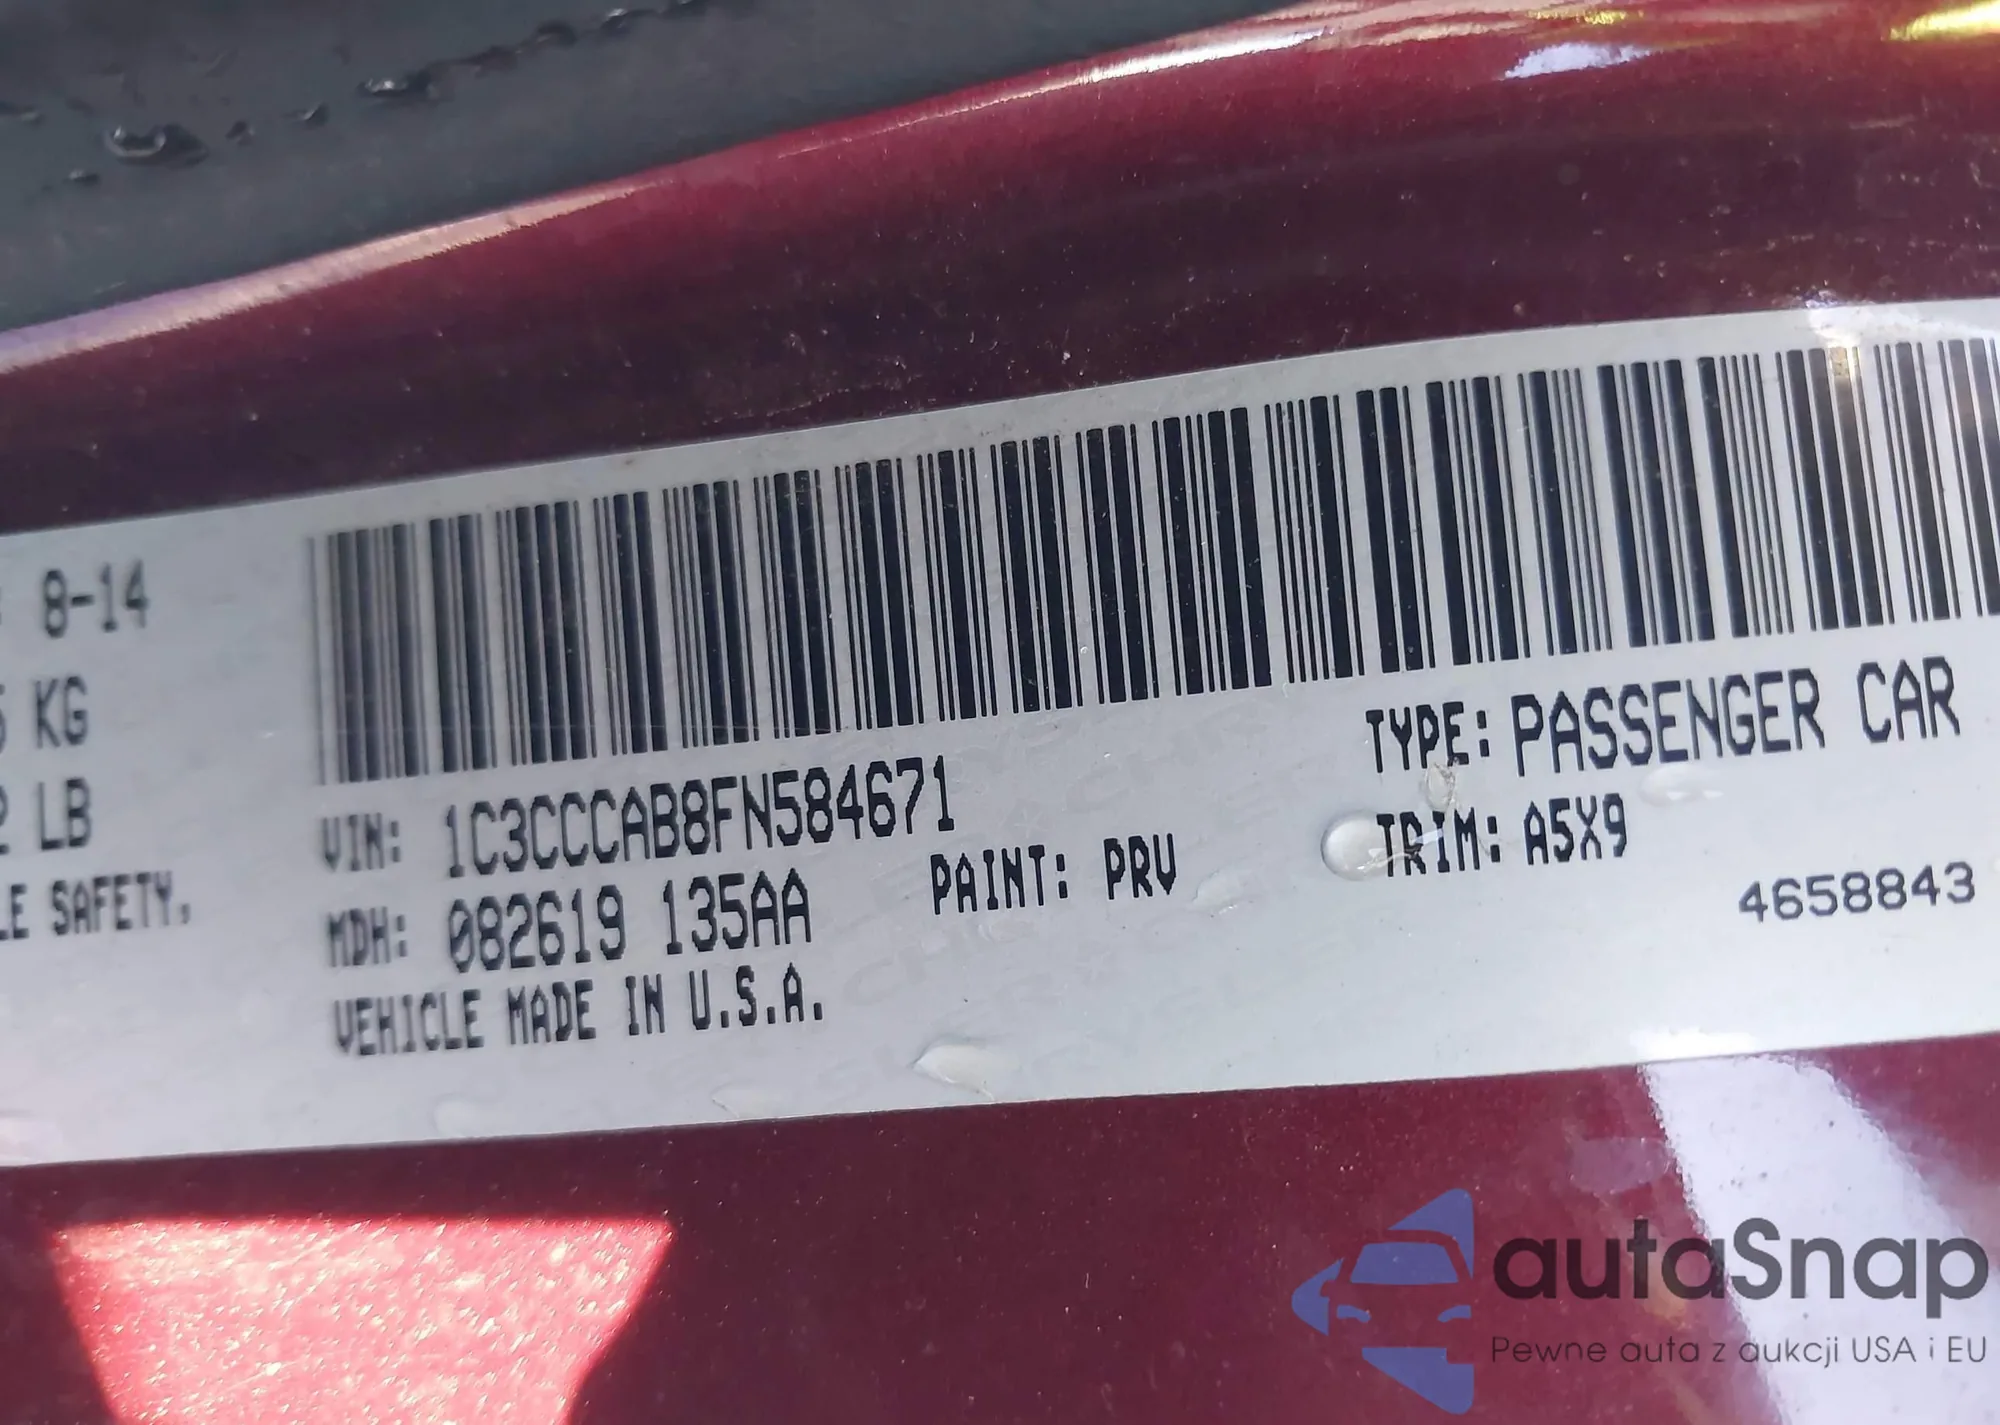 8-14
KG
LB
LE SAFETY.
VIN: 1C3CCCAB8FN584671
TYPE: PASSENGER CAR
MDH: 082619 135AA
PAINT: PRV
TRIM: A5X9
VEHICLE MADE IN U.S.A.
4658843
autaSnap
Pewne auta z aukcji USA i EU